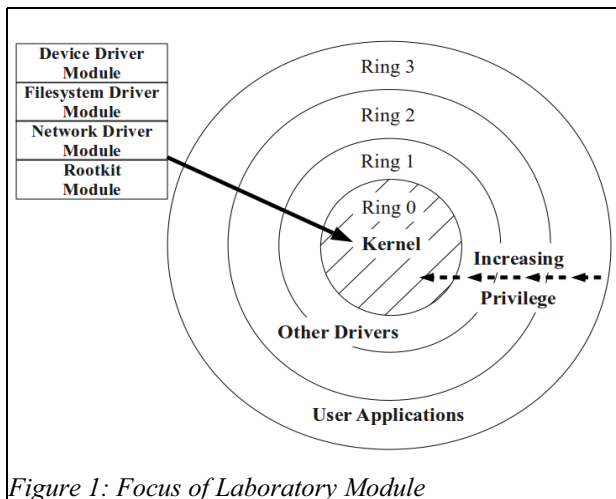 Device Driver
Module
Filesystem Driver
Module
Network Driver
Module
Rootkit
Module
Ring 3
Ring 2
Ring 1
Ring 0
Kernel
Increasing
Privilege
Other Drivers
User Applications
Figure 1: Focus of Laboratory Module